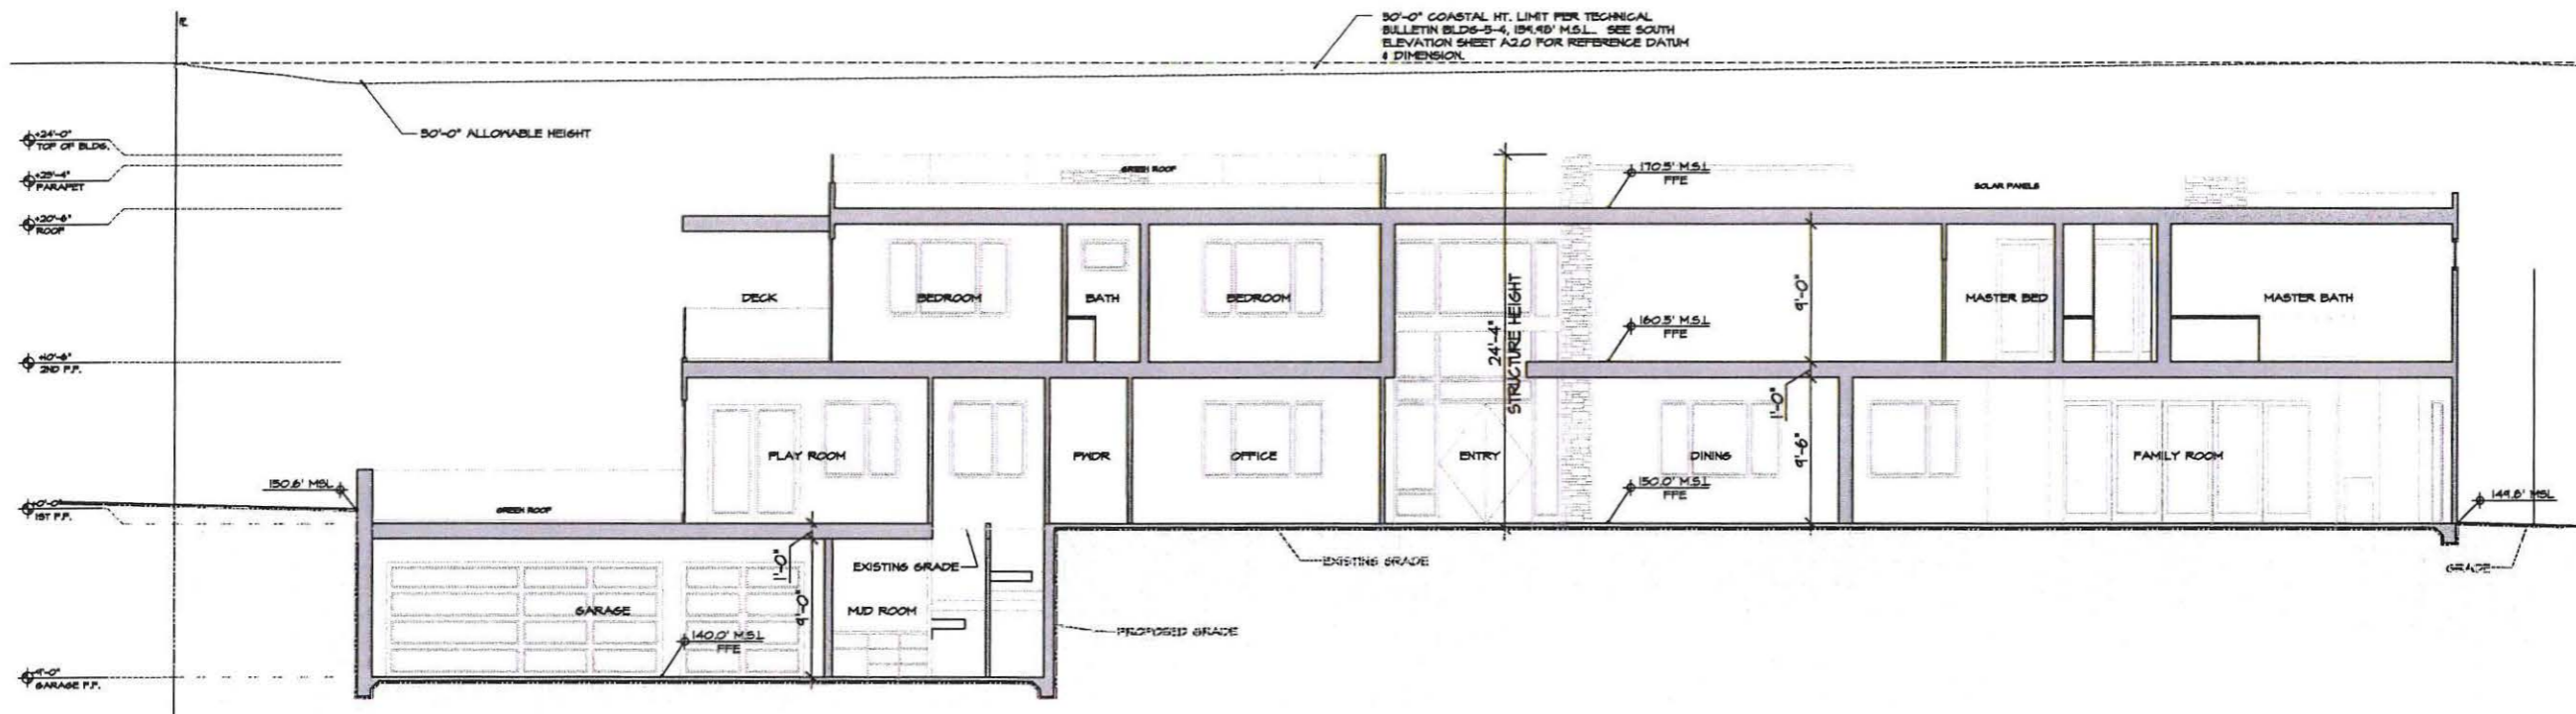 30'-0" COASTAL HT. LIMIT PER TECHNICAL
BULLETIN BLDG-5-4, M.S.L. SEE SOUTH
ELEVATION SHEET A2.0 FOR REFERENCE DATUM
& DIMENSION.
30'-0" ALLOWABLE HEIGHT
+24'-0"
TOP OF BLDG.
+23'-4"
PARAPET
+20'-6"
ROOF
+10'-6"
2ND F.F.
+0'-0"
1ST F.F.
GARAGE F.F.
GREEN ROOF
170.5' M.S.L
FFE
SOLAR PANELS
DECK
BEDROOM
BATH
BEDROOM
24'-4"
STRUCTURE HEIGHT
160.5' M.S.L
FFE
9'-0"
MASTER BED
MASTER BATH
PLAY ROOM
PWDR
OFFICE
ENTRY
DINING
1'-0"
9'-6"
FAMILY ROOM
150.6' MSL
GREEN ROOF
150.0' M.S.L
FFE
149.8' MSL
EXISTING GRADE
EXISTING GRADE
GRADE
1'-0"
9'-0"
GARAGE
MUD ROOM
140.0' M.S.L
FFE
PROPOSED GRADE